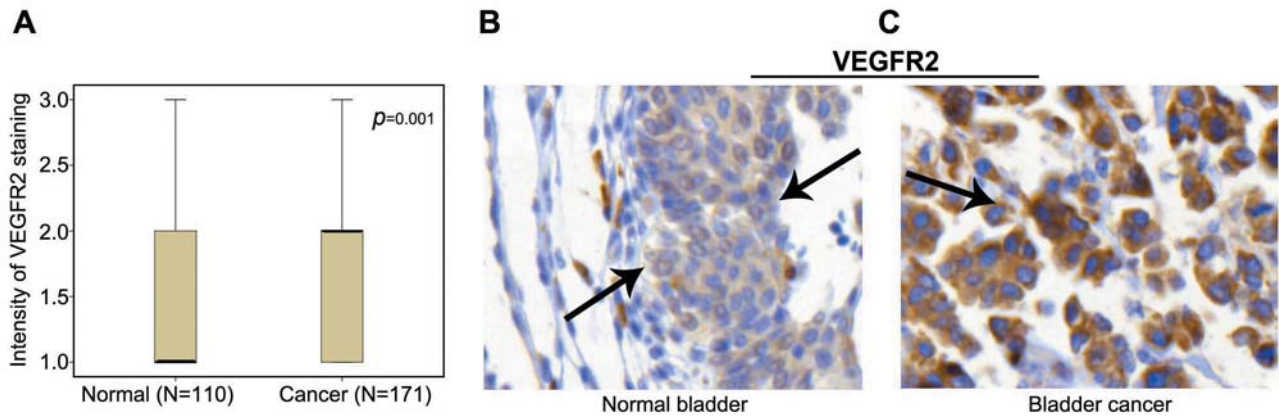 A
B
C
VEGFR2
Intensity of VEGFR2 staining
3.0
2.5
2.0
1.5
1.0
p=0.001
Normal (N=110)
Cancer (N=171)
Normal bladder
Bladder cancer